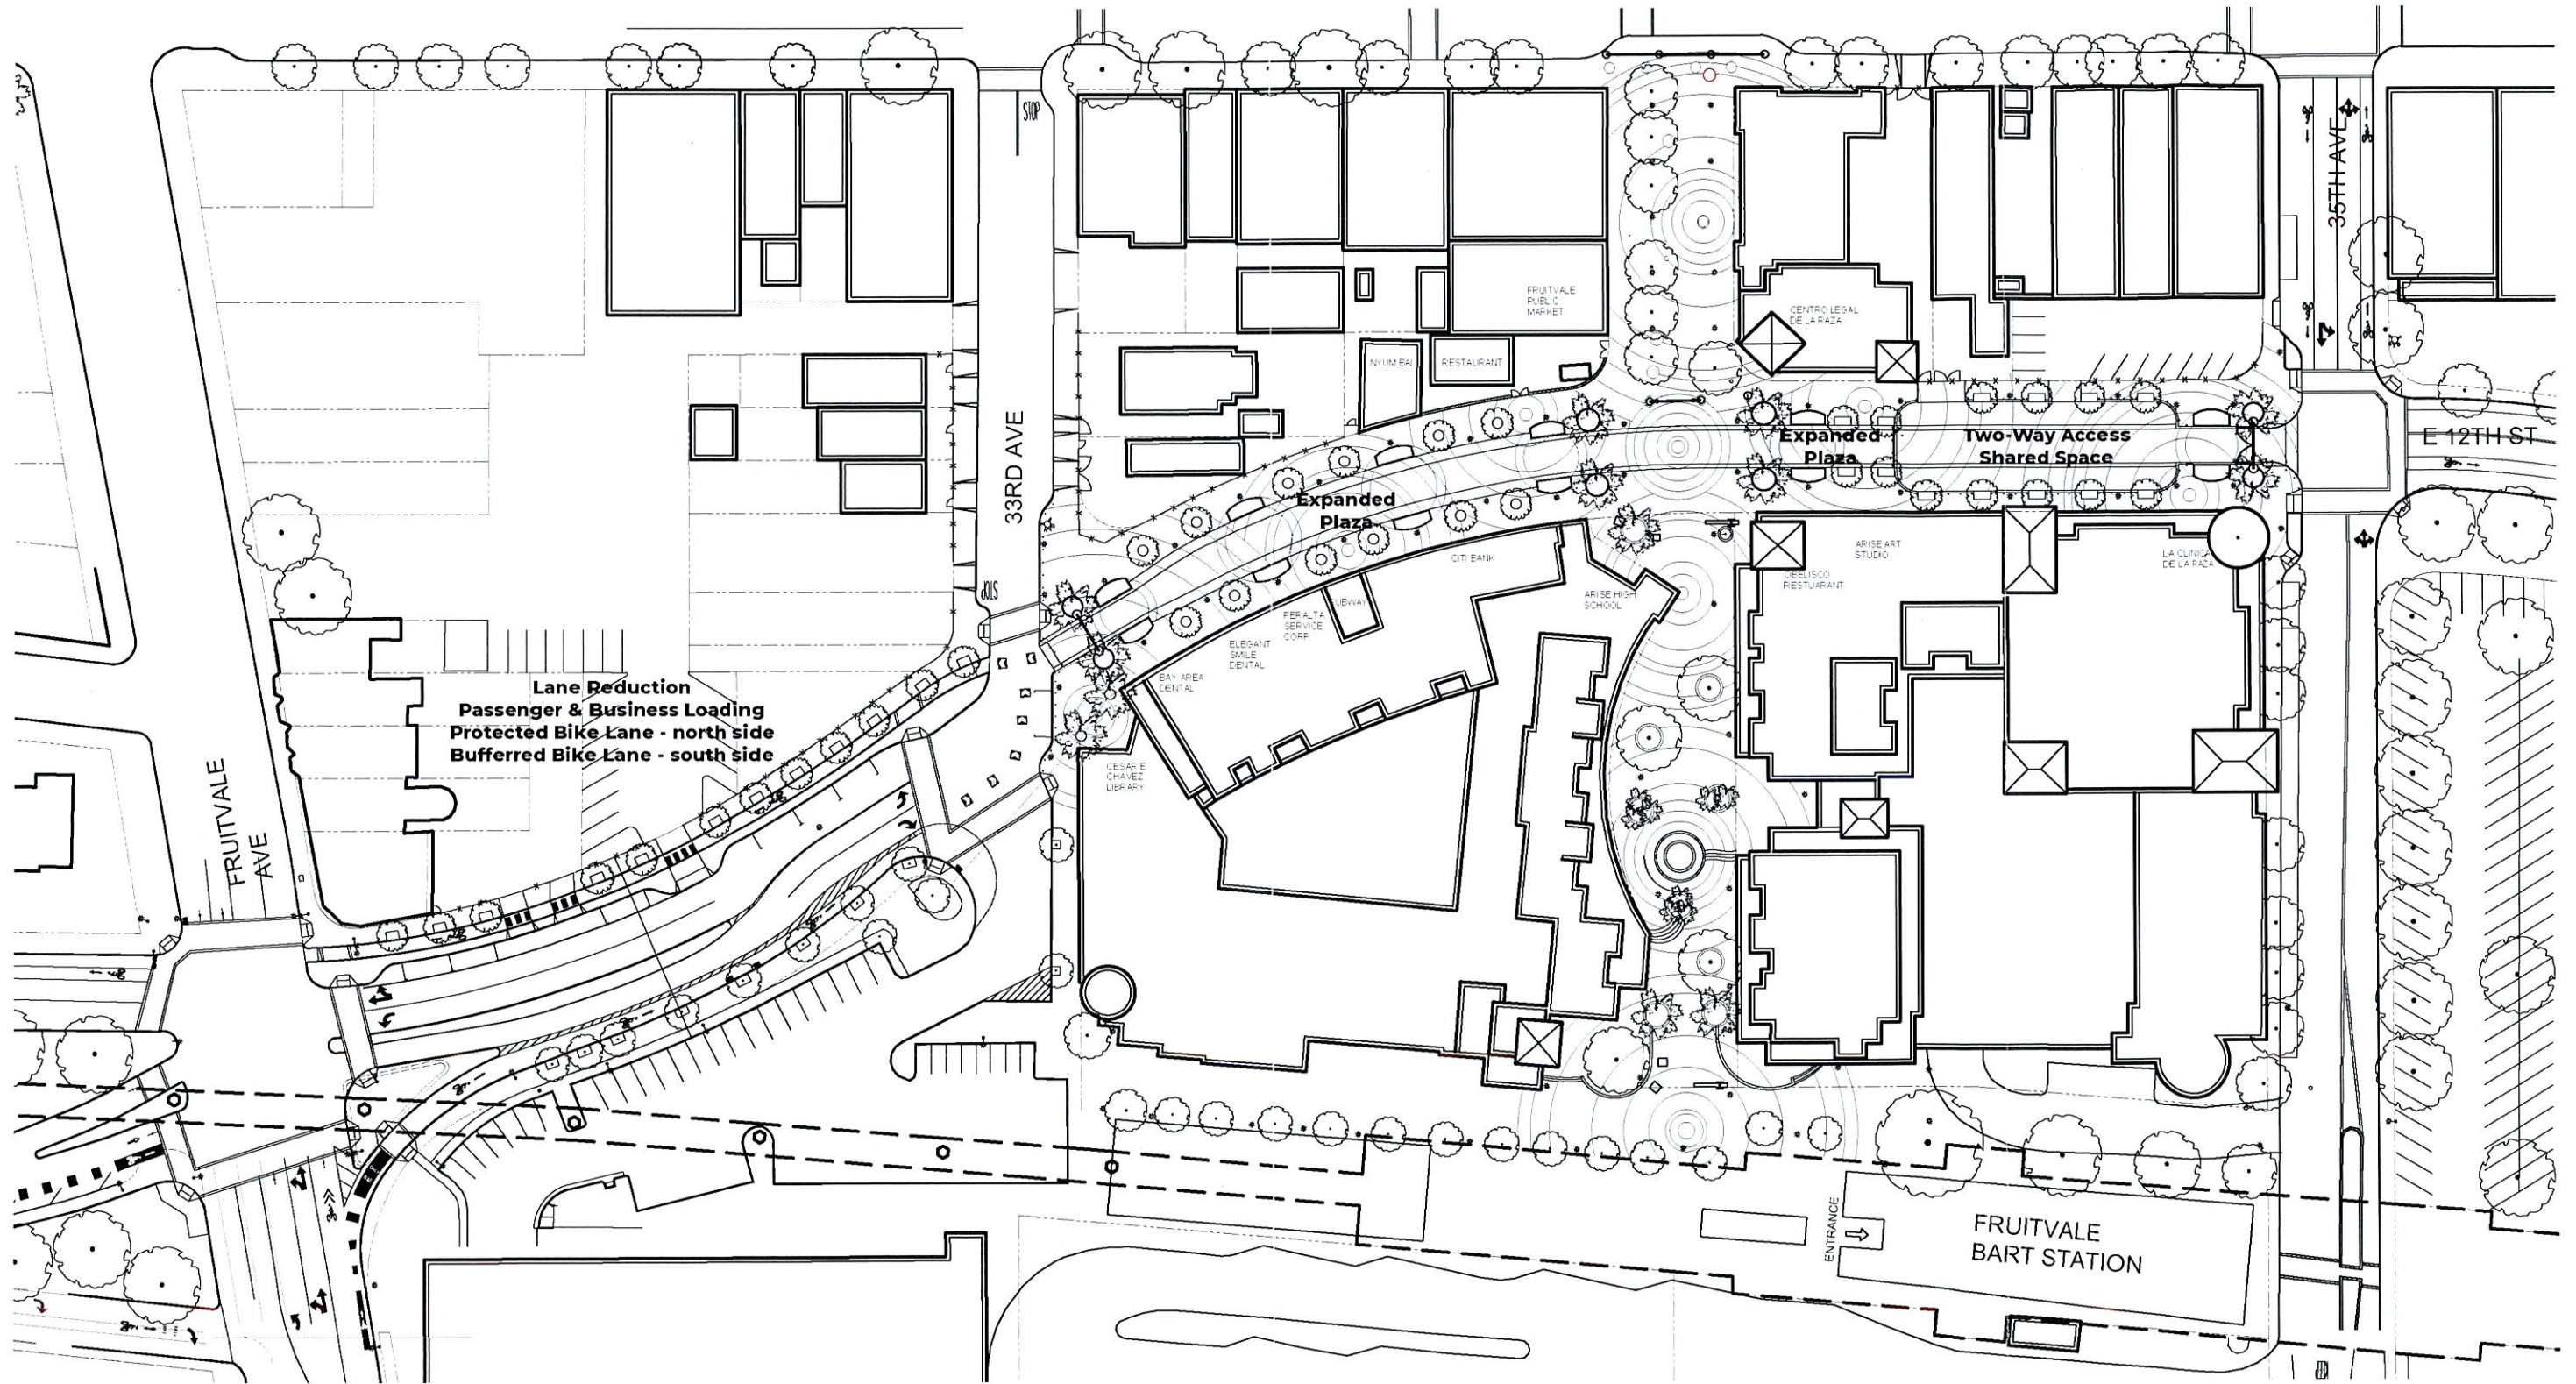 STOP
35TH AVE
FRUITVALE
PUBLIC
MARKET
CENTRO LEGAL
DE LA RAZA
NYUM BAI
RESTAURANT
33RD AVE
Expanded
Plaza
Two-Way Access
Shared Space
E 12TH ST
Expanded
Plaza
CITI BANK
ARISE ART
STUDIO
LA CLINICA
DE LA RAZA
OBELISCO
RESTUARANT
ARISE HIGH
SCHOOL
STOP
SUBWAY
PERALTA
SERVICE
CORP
ELEGANT
SMILE
DENTAL
BAY AREA
DENTAL
Lane Reduction
Passenger & Business Loading
Protected Bike Lane - north side
Bufferred Bike Lane - south side
CESAR E
CHAVEZ
LIBRARY
FRUITVALE
AVE
ENTRANCE
FRUITVALE
BART STATION